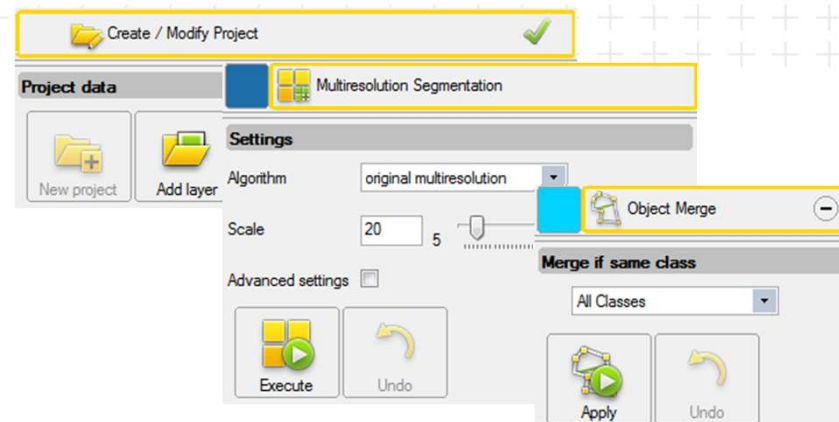 Create / Modify Project
Project data
New project
Add layer
Multiresolution Segmentation
Settings
Algorithm original multiresolution
Scale 20 5
Advanced settings
Execute Undo
Object Merge
Merge if same class
All Classes
Apply Undo